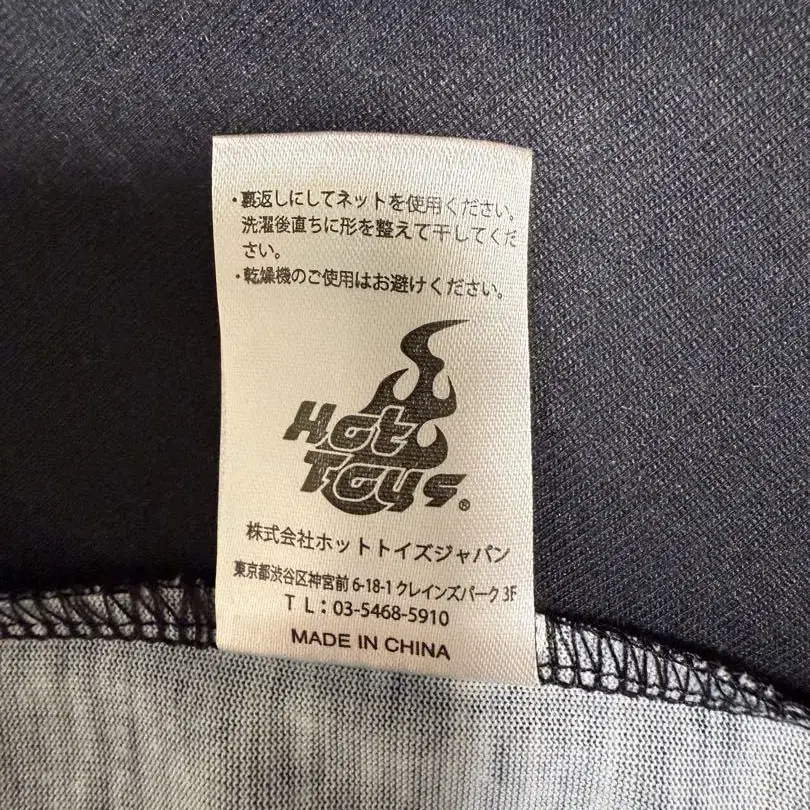 ・裏返しにしてネットを使用ください。
洗濯後直ちに形を整えて干してくだ
さい。
・乾燥機のご使用はお避けください。
Hot
Toys®
株式会社ホットトイズジャパン
東京都渋谷区神宮前 6-18-1 クレインズパーク 3F
T L : 03-5468-5910
MADE IN CHINA